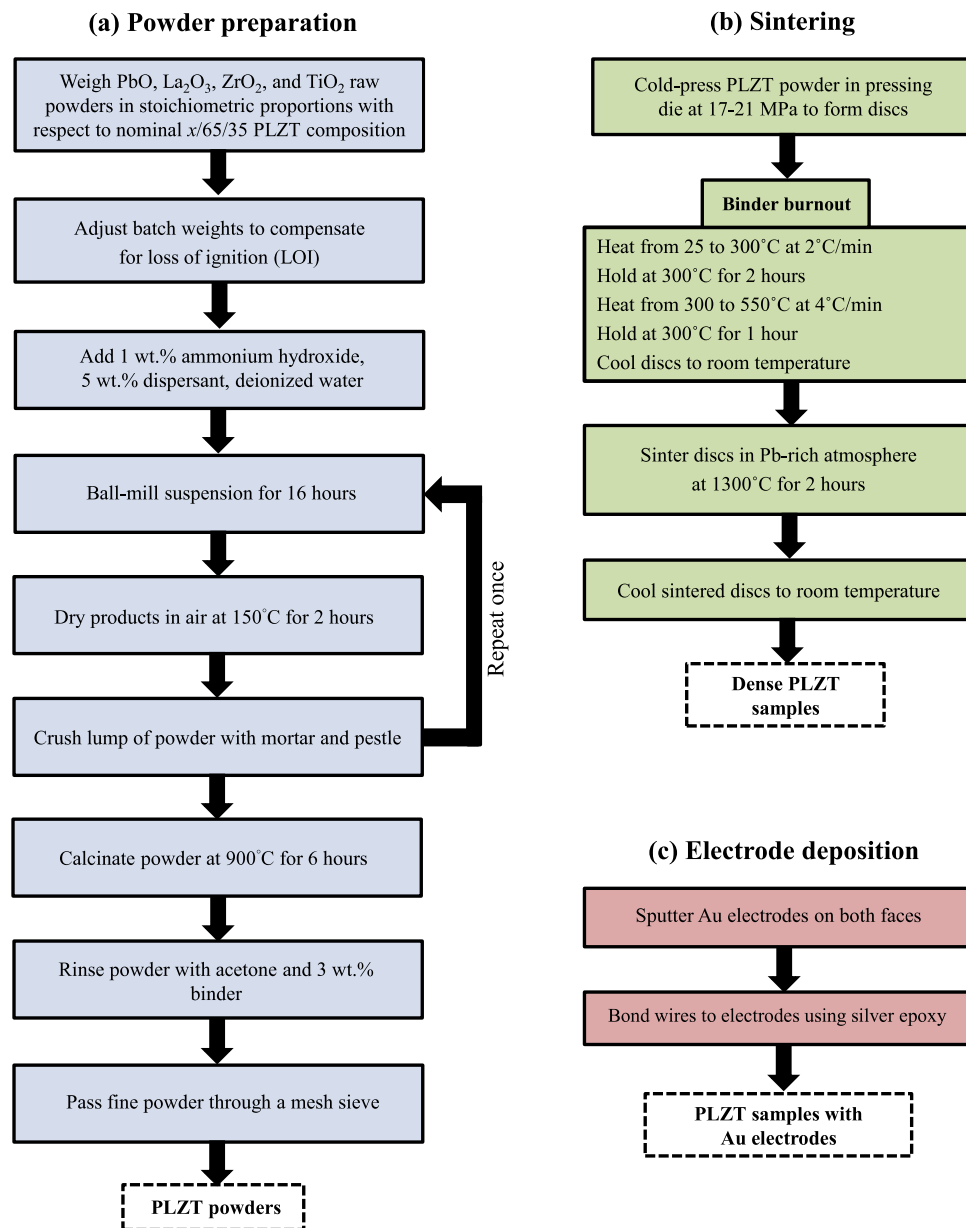 (a) Powder preparation
Weigh PbO, La₂O₃, ZrO₂, and TiO₂ raw
powders in stoichiometric proportions with
respect to nominal x/65/35 PLZT composition
Adjust batch weights to compensate
for loss of ignition (LOI)
Add 1 wt.% ammonium hydroxide,
5 wt.% dispersant, deionized water
Ball-mill suspension for 16 hours
Dry products in air at 150˚C for 2 hours
Crush lump of powder with mortar and pestle
Repeat once
Calcinate powder at 900˚C for 6 hours
Rinse powder with acetone and 3 wt.%
binder
Pass fine powder through a mesh sieve
PLZT powders
(b) Sintering
Cold-press PLZT powder in pressing
die at 17-21 MPa to form discs
Binder burnout
Heat from 25 to 300˚C at 2˚C/min
Hold at 300˚C for 2 hours
Heat from 300 to 550˚C at 4˚C/min
Hold at 300˚C for 1 hour
Cool discs to room temperature
Sinter discs in Pb-rich atmosphere
at 1300˚C for 2 hours
Cool sintered discs to room temperature
Dense PLZT
samples
(c) Electrode deposition
Sputter Au electrodes on both faces
Bond wires to electrodes using silver epoxy
PLZT samples with
Au electrodes